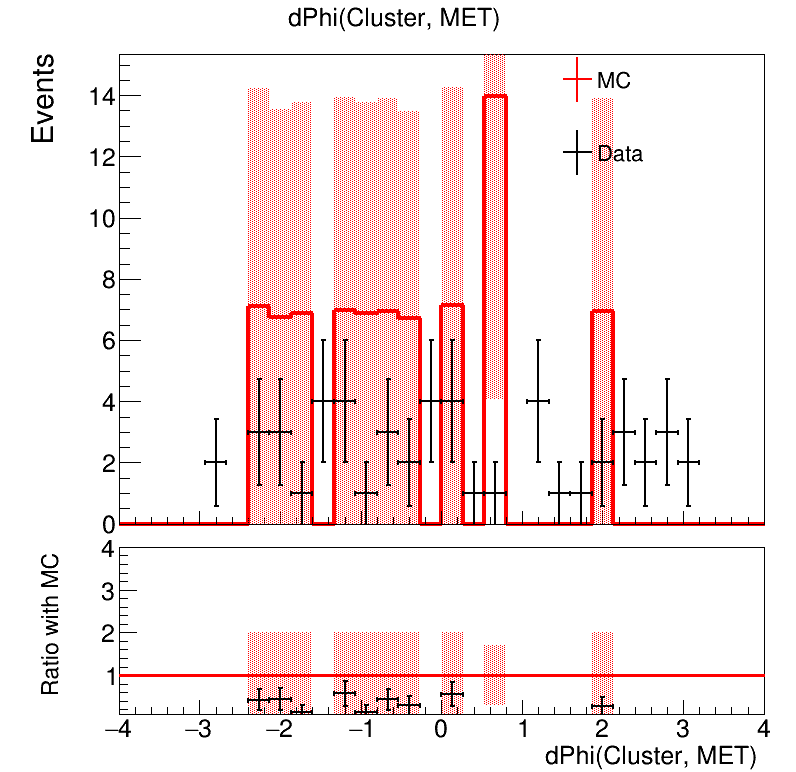 dPhi(Cluster, MET)
Events
14
12
10
8
6
4
2
0
MC
Data
Ratio with MC
4
3
2
1
−4 −3 −2 −1 0 1 2 3 4
dPhi(Cluster, MET)